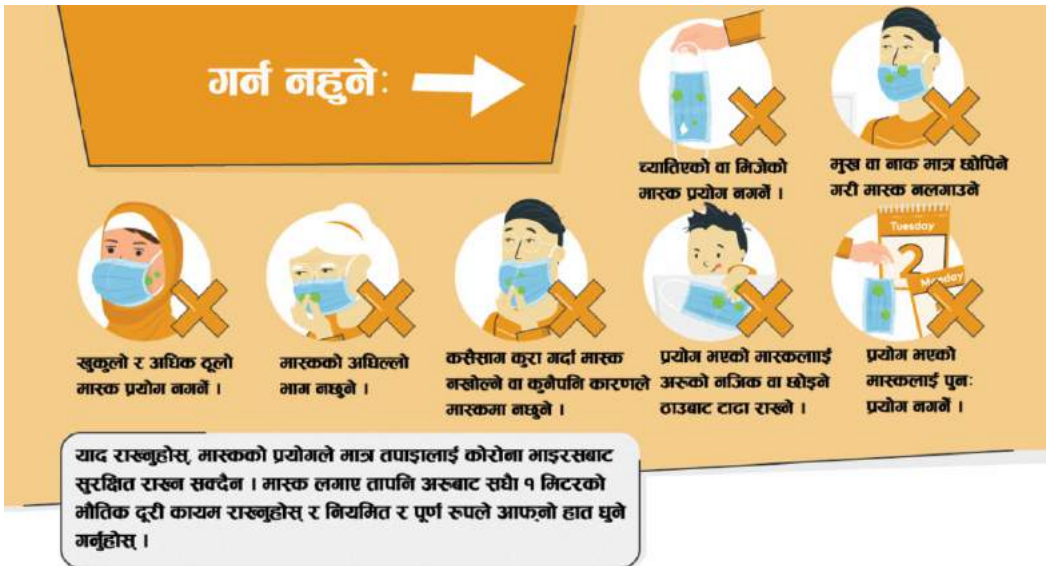 गर्न नहुने:
च्यातिएको वा भिजेको
मास्क प्रयोग नगर्ने ।
मुख वा नाक मात्र छोपिने
गरी मास्क नलगाउने
Tuesday
2
Monday
खुकुलो र अधिक ठूलो
मास्क प्रयोग नगर्ने ।
मास्कको अघिल्लो
भाग नछुने ।
कसैसाग कुरा गर्दा मास्क
नखोल्ने वा कुनैपनि कारणले
मास्कमा नछुने ।
प्रयोग भएको मास्कलााई
अरुको नजिक वा छोइने
ठाउबाट टाढा राख्ने ।
प्रयोग भएको
मास्कलाई पुनः
प्रयोग नगर्ने ।
याद राख्नुहोस्, मास्कको प्रयोगले मात्र तपाइालाई कोरोना भाइरसबाट
सुरक्षित राख्न सक्दैन । मास्क लगाए तापनि अरुबाट सधैा १ मिटरको
भौतिक दूरी कायम राख्नुहोस् र नियमित र पूर्ण रूपले आफ्नो हात धुने
गर्नुहोस् ।